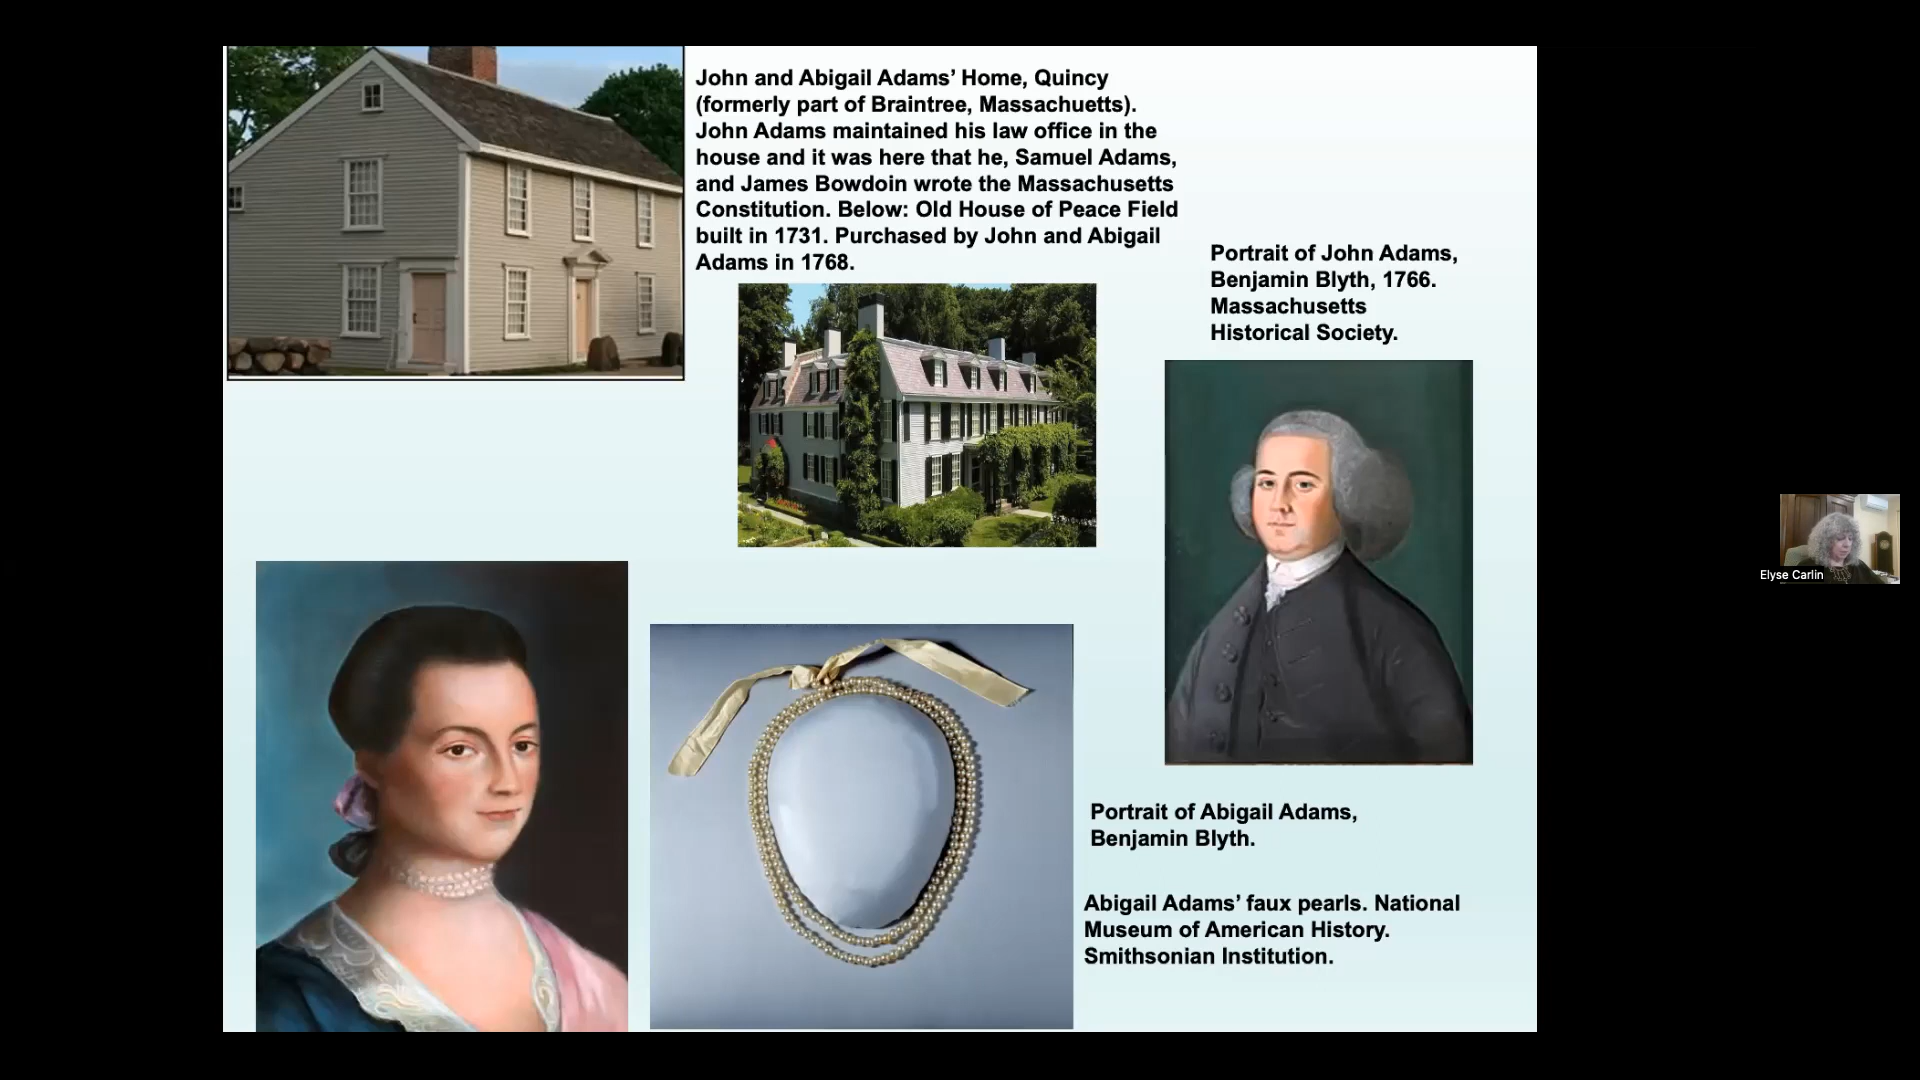 John and Abigail Adams’ Home, Quincy
(formerly part of Braintree, Massachuetts).
John Adams maintained his law office in the
house and it was here that he, Samuel Adams,
and James Bowdoin wrote the Massachusetts
Constitution. Below: Old House of Peace Field
built in 1731. Purchased by John and Abigail
Adams in 1768.
Portrait of John Adams,
Benjamin Blyth, 1766.
Massachusetts
Historical Society.
Elyse Carlin
Portrait of Abigail Adams,
Benjamin Blyth.
Abigail Adams’ faux pearls. National
Museum of American History.
Smithsonian Institution.